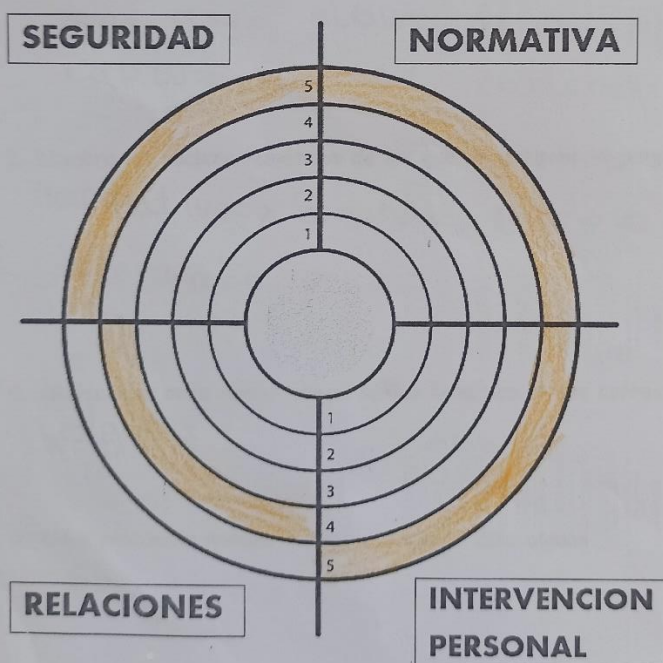 SEGURIDAD
NORMATIVA
5
4
3
2
1
1
2
3
4
5
RELACIONES
INTERVENCION
PERSONAL